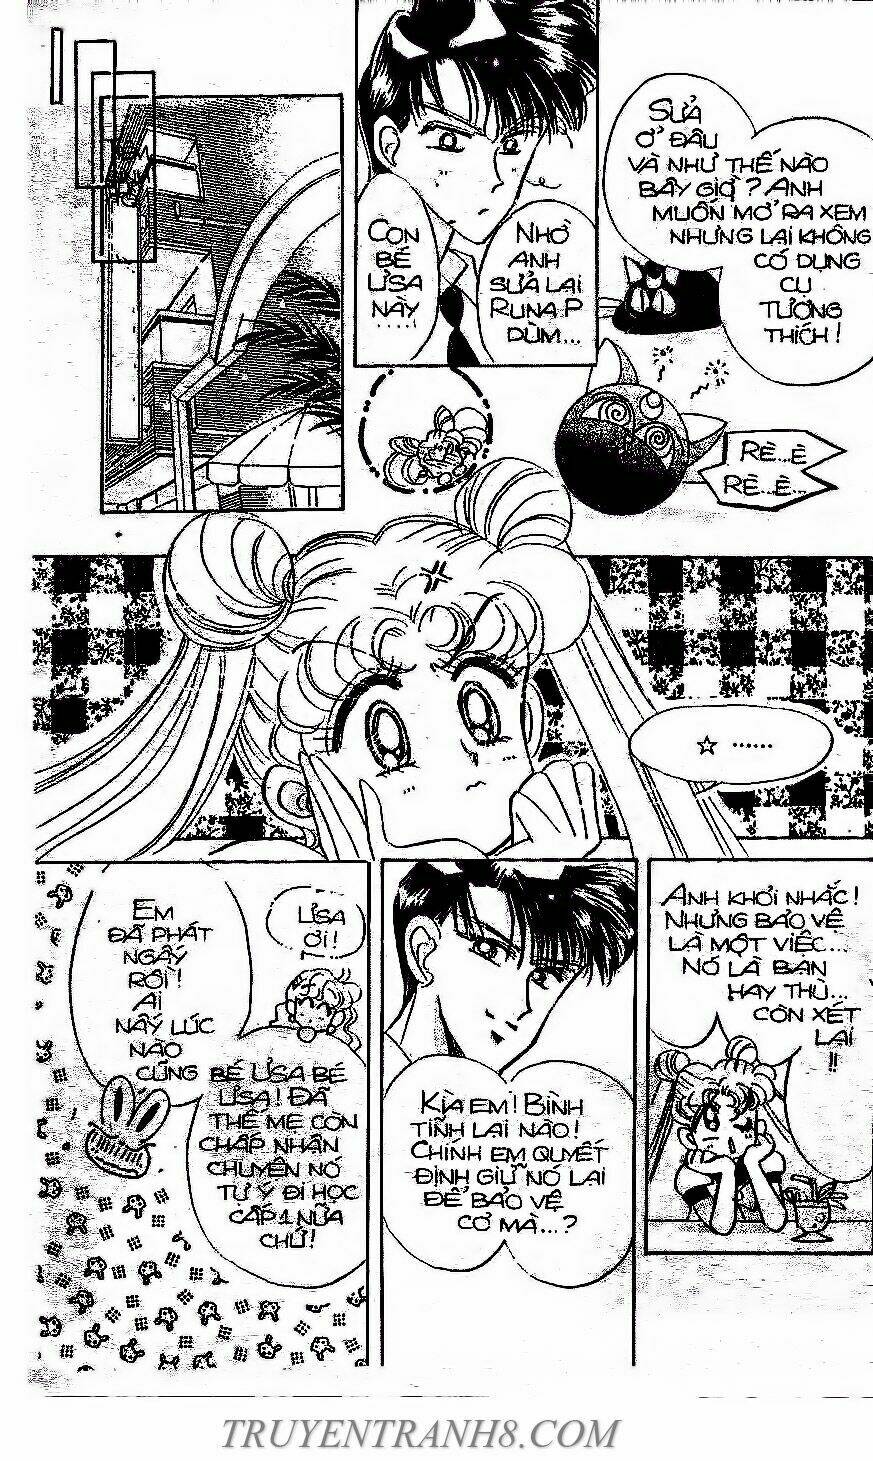 CON
BÉ
ƯSA
NÀY
.....
NHỜ
ANH
SỬA LẠI
RUNA P
DÙM...
SỬA
Ở ĐÂU
VÀ NHƯ THẾ NÀO
BÂY GIỜ? ANH
MUỐN MỞ RA XEM
NHƯNG LẠI KHÔNG
CÓ DỤNG
CỤ
TƯƠNG
THÍCH!
RÈ...È
RÈ...È...
☆ ......
EM
ĐÃ PHÁT
NGẤY
RỒI!
AI
NẤY LÚC
NÀO
CŨNG
ƯSA
ƠI!
BÉ ƯSA BÉ
ƯSA! ĐÃ
THẾ MẸ CÒN
CHẤP NHẬN
CHUYỆN NÓ
TỰ Ý ĐI HỌC
CẤP 1 NỮA
CHỨ!
KÌA EM! BÌNH
TĨNH LẠI NÀO!
CHÍNH EM QUYẾT
ĐỊNH GIỮ NÓ LẠI
ĐỂ BẢO VỆ
CƠ MÀ...?
ANH KHỎI NHẮC!
NHƯNG BẢO VỆ
LÀ MỘT VIỆC...
NÓ LÀ BẠN
HAY THÙ...
CÒN XÉT
LẠI
!!
TRUYENTRANH8.COM